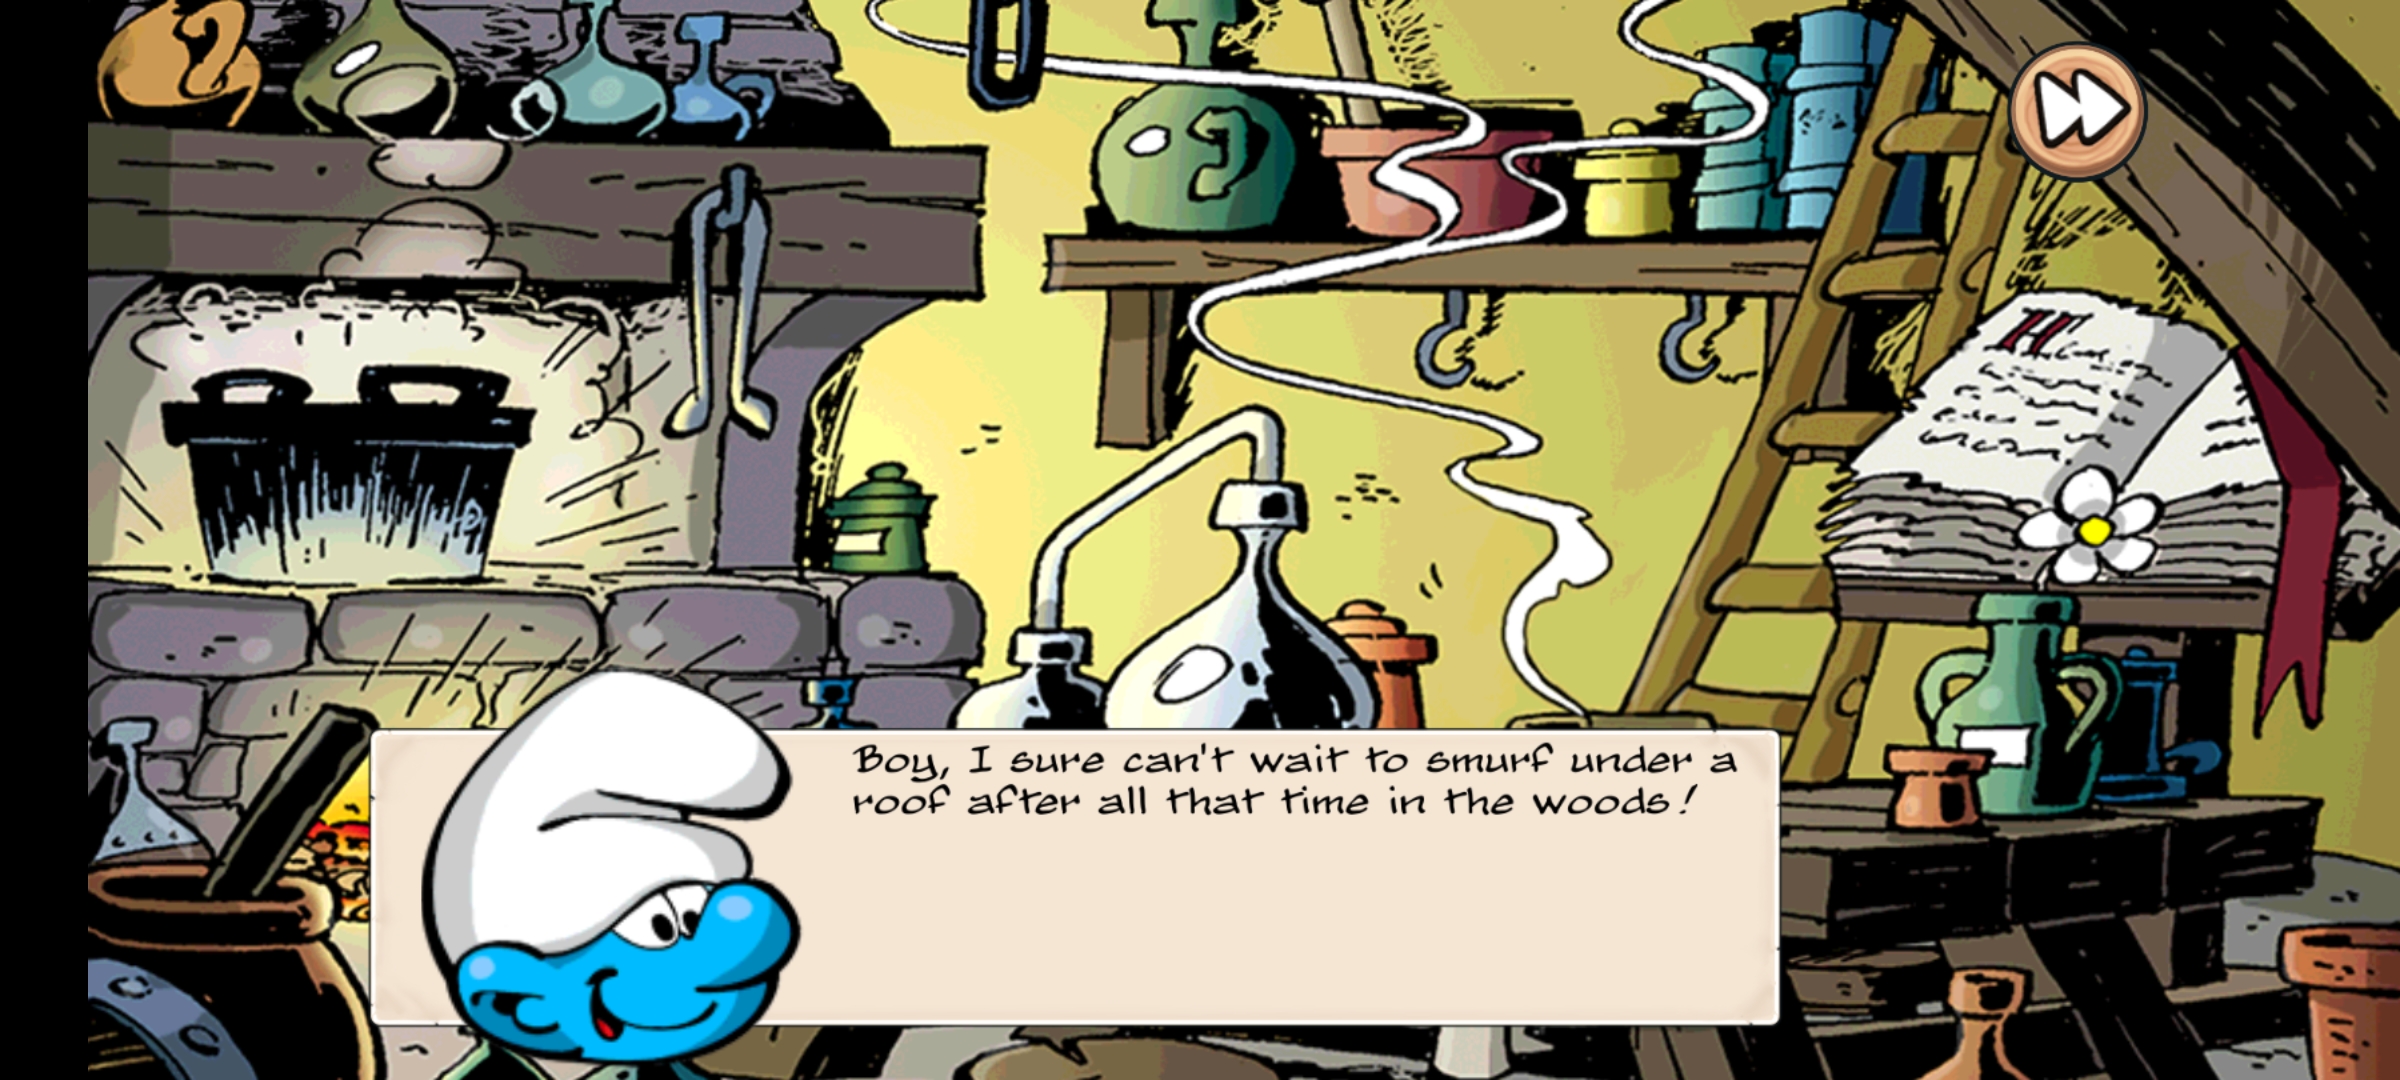 Boy, I sure can't wait to smurf under a
roof after all that time in the woods!